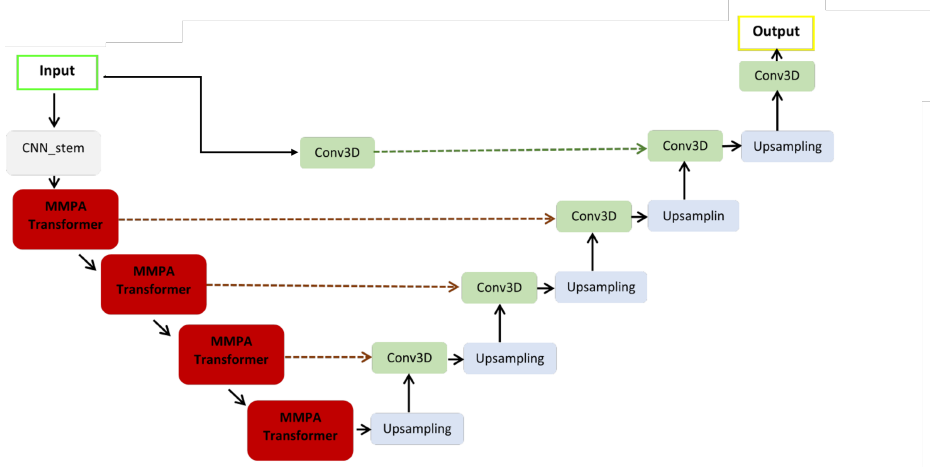 Output
Input
Conv3D
CNN_stem
Conv3D
Conv3D
Upsampling
MMPA
Transformer
Conv3D
Upsamplin
MMPA
Transformer
Conv3D
Upsampling
MMPA
Transformer
Conv3D
Upsampling
MMPA
Transformer
Upsampling